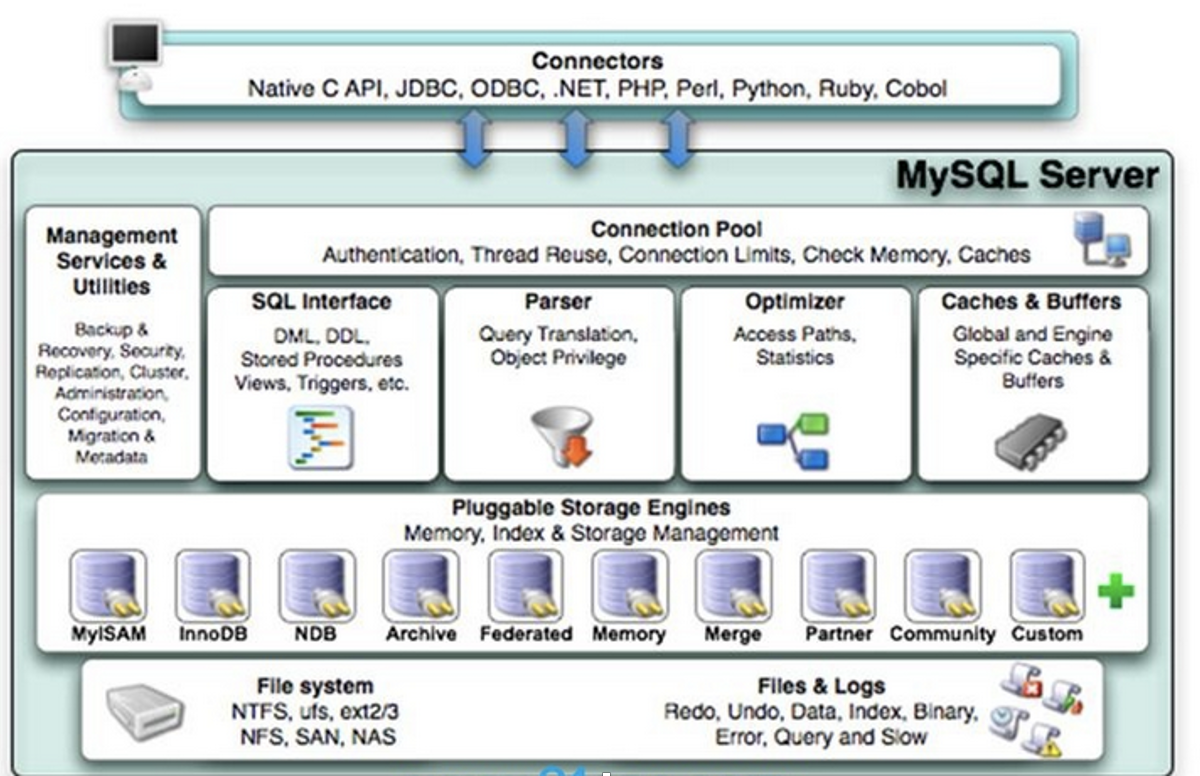 Connectors
Native C API, JDBC, ODBC, .NET, PHP, Perl, Python, Ruby, Cobol
MySQL Server
Management
Services &
Utilities
Backup &
Recovery, Security,
Replication, Cluster,
Administration,
Configuration,
Migration &
Metadata
Connection Pool
Authentication, Thread Reuse, Connection Limits, Check Memory, Caches
SQL Interface
DML, DDL,
Stored Procedures
Views, Triggers, etc.
Parser
Query Translation,
Object Privilege
Optimizer
Access Paths,
Statistics
Caches & Buffers
Global and Engine
Specific Caches &
Buffers
Pluggable Storage Engines
Memory, Index & Storage Management
MyISAM
InnoDB
NDB
Archive
Federated
Memory
Merge
Partner
Community
Custom
File system
NTFS, ufs, ext2/3
NFS, SAN, NAS
Files & Logs
Redo, Undo, Data, Index, Binary,
Error, Query and Slow